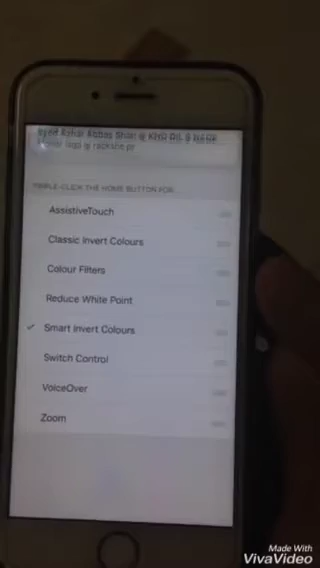 TRIPLE-CLICK THE HOME BUTTON FOR:
AssistiveTouch
Classic Invert Colours
Colour Filters
Reduce White Point
Smart Invert Colours
Switch Control
VoiceOver
Zoom
Made With
VivaVideo